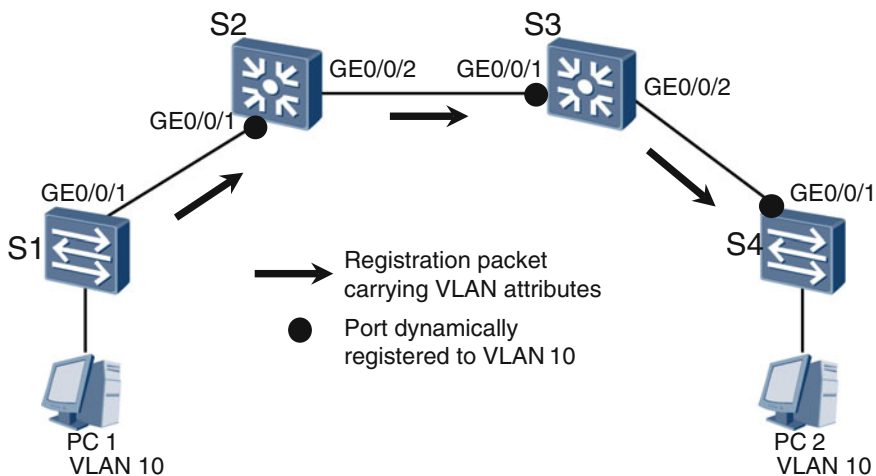 S2
S3
GE0/0/2
GE0/0/1
GE0/0/2
GE0/0/1
GE0/0/1
GE0/0/1
S1
S4
Registration packet
carrying VLAN attributes
Port dynamically
registered to VLAN 10
PC 1
VLAN 10
PC 2
VLAN 10